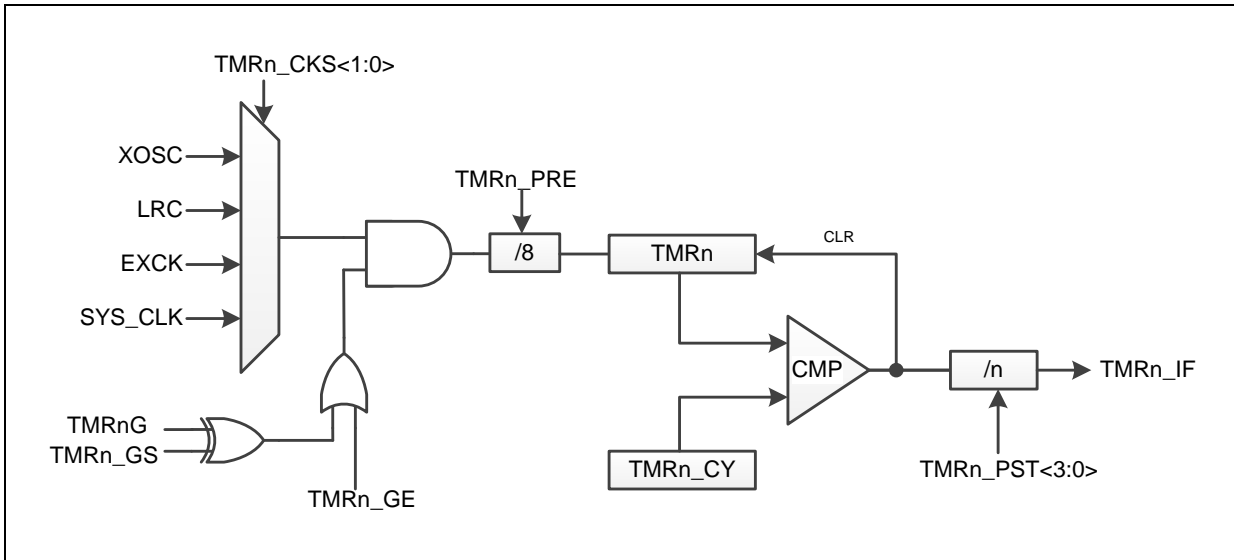 TMRn_CKS<1:0>
XOSC
LRC
EXCK
SYS_CLK
TMRnG
TMRn_GS
TMRn_GE
TMRn_PRE
/8
TMRn
CLR
CMP
TMRn_CY
/n
TMRn_IF
TMRn_PST<3:0>